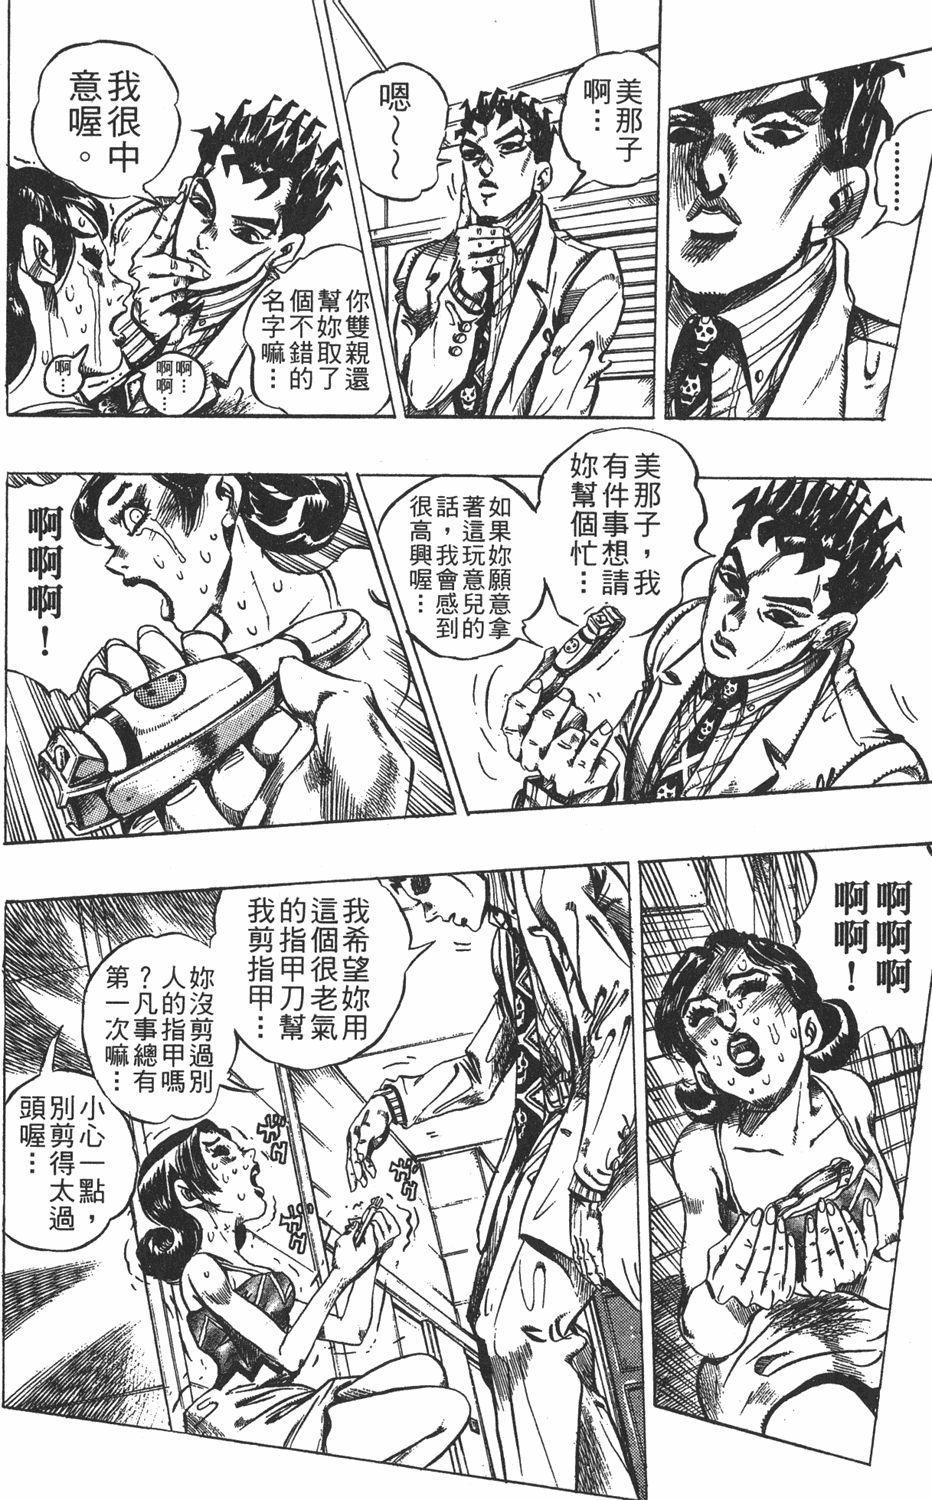 ………
美那子
啊…
嗯～～
我很中
意喔。
你雙親還
幫妳取了
個不錯的
名字嘛…
啊…
啊啊…
啊…
美那子，我
有件事想請
妳幫個忙…
如果妳願意拿
著這玩意兒的
話，我會感到
很高興喔…
啊啊啊！
啊啊啊
啊啊！
我希望妳用
這個很老氣
的指甲刀幫
我剪指甲…
妳沒剪過別
人的指甲嗎
？凡事總有
第一次嘛…
小心一點，
別剪得太過
頭喔…